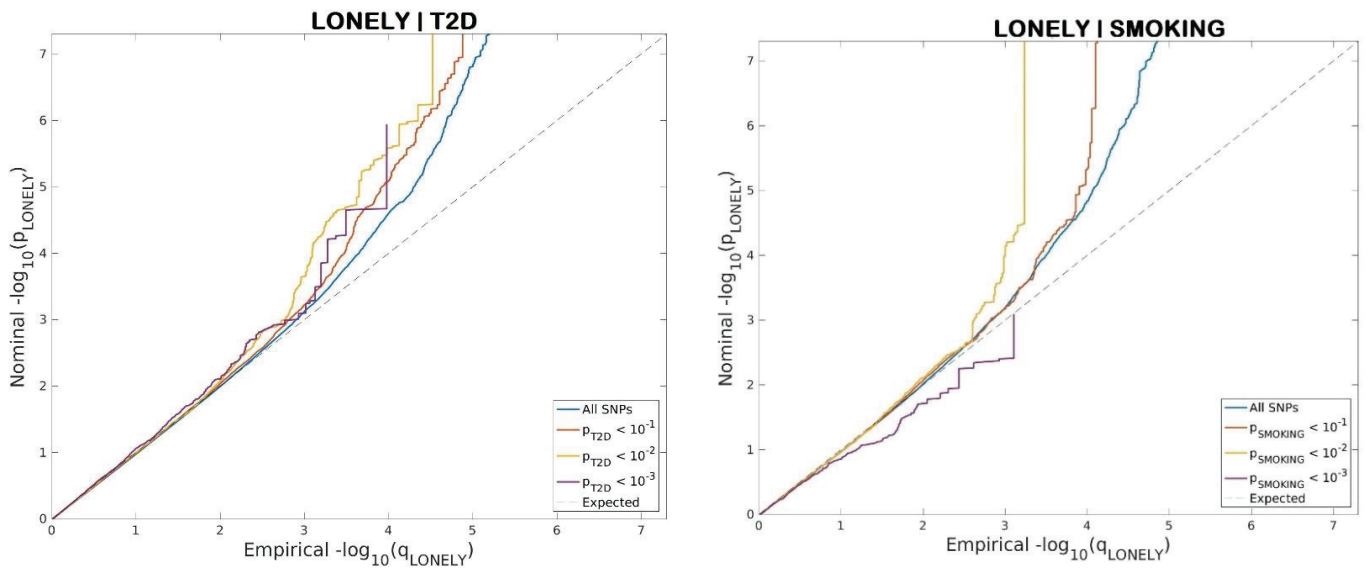 LONELY | T2D
Nominal -log10(pLONELY)
7
6
5
4
3
2
1
0
0 1 2 3 4 5 6 7
Empirical -log10(qLONELY)
All SNPs
pT2D < 10-1
pT2D < 10-2
pT2D < 10-3
Expected
LONELY | SMOKING
Nominal -log10(pLONELY)
7
6
5
4
3
2
1
0
0 1 2 3 4 5 6 7
Empirical -log10(qLONELY)
All SNPs
pSMOKING < 10-1
pSMOKING < 10-2
pSMOKING < 10-3
Expected